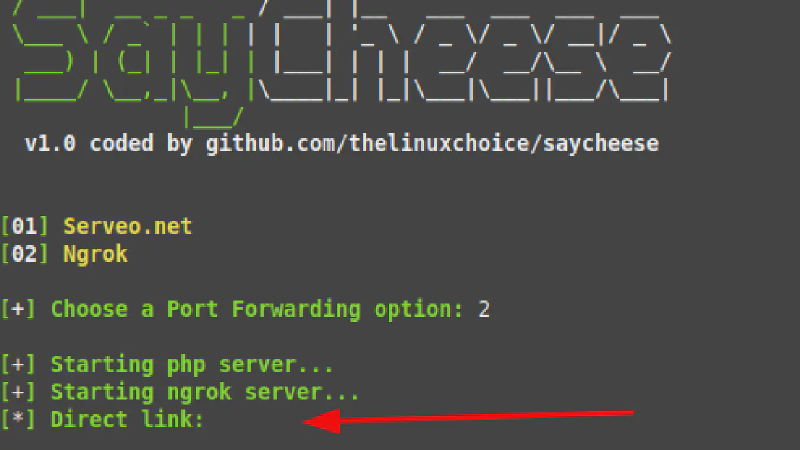 SayCheese
v1.0 coded by github.com/thelinuxchoice/saycheese
[01] Serveo.net
[02] Ngrok
[+] Choose a Port Forwarding option: 2
[+] Starting php server...
[+] Starting ngrok server...
[*] Direct link: